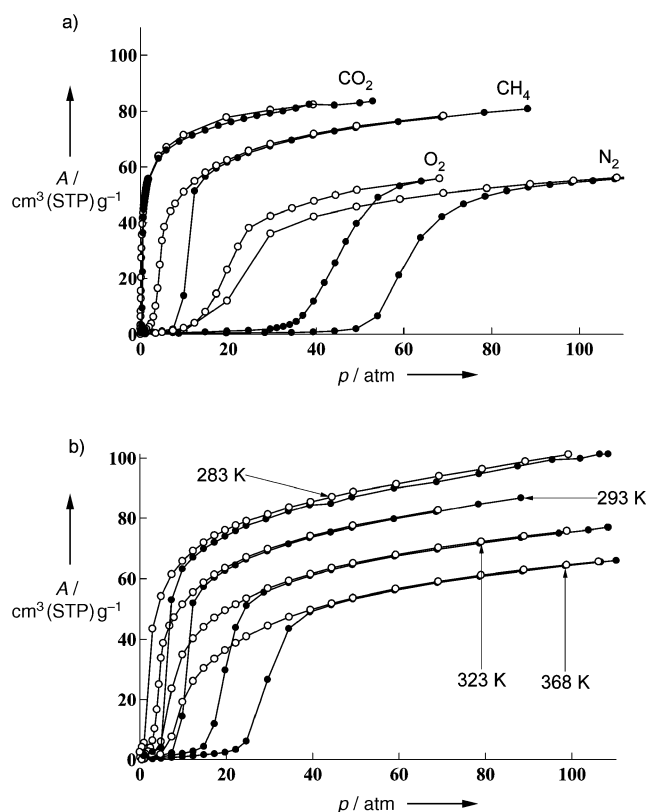 a)
100
80
60
40
20
0
A /
cm³ (STP) g⁻¹
CO₂
CH₄
O₂
N₂
0 20 40 60 80 100
p / atm
b)
100
80
60
40
20
0
A /
cm³ (STP) g⁻¹
283 K
293 K
323 K
368 K
0 20 40 60 80 100
p / atm